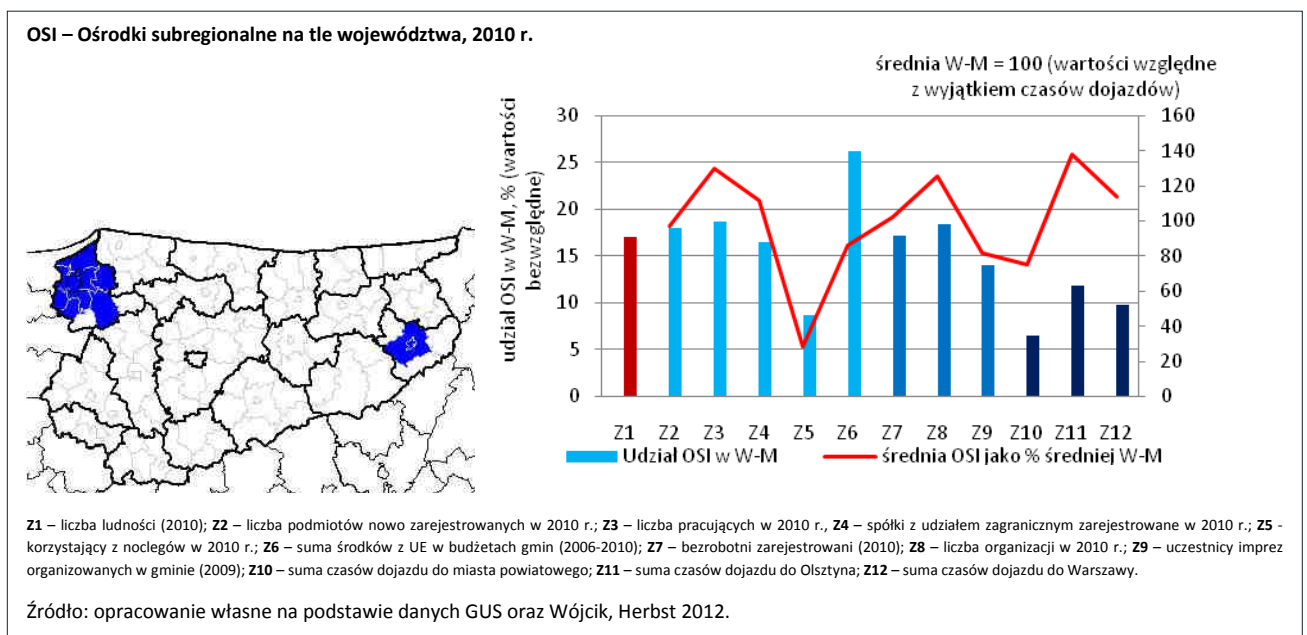 OSI – Ośrodki subregionalne na tle województwa, 2010 r.
średnia W-M = 100 (wartości względne
z wyjątkiem czasów dojazdów)
udział OSI w W-M, % (wartości
bezwzględne)
30
25
20
15
10
5
0
160
140
120
100
80
60
40
20
0
Z1 Z2 Z3 Z4 Z5 Z6 Z7 Z8 Z9 Z10 Z11 Z12
Udział OSI w W-M
średnia OSI jako % średniej W-M
Z1 – liczba ludności (2010); Z2 – liczba podmiotów nowo zarejestrowanych w 2010 r.; Z3 – liczba pracujących w 2010 r., Z4 – spółki z udziałem zagranicznym zarejestrowane w 2010 r.; Z5 -
korzystający z noclegów w 2010 r.; Z6 – suma środków z UE w budżetach gmin (2006-2010); Z7 – bezrobotni zarejestrowani (2010); Z8 – liczba organizacji w 2010 r.; Z9 – uczestnicy imprez
organizowanych w gminie (2009); Z10 – suma czasów dojazdu do miasta powiatowego; Z11 – suma czasów dojazdu do Olsztyna; Z12 – suma czasów dojazdu do Warszawy.
Źródło: opracowanie własne na podstawie danych GUS oraz Wójcik, Herbst 2012.